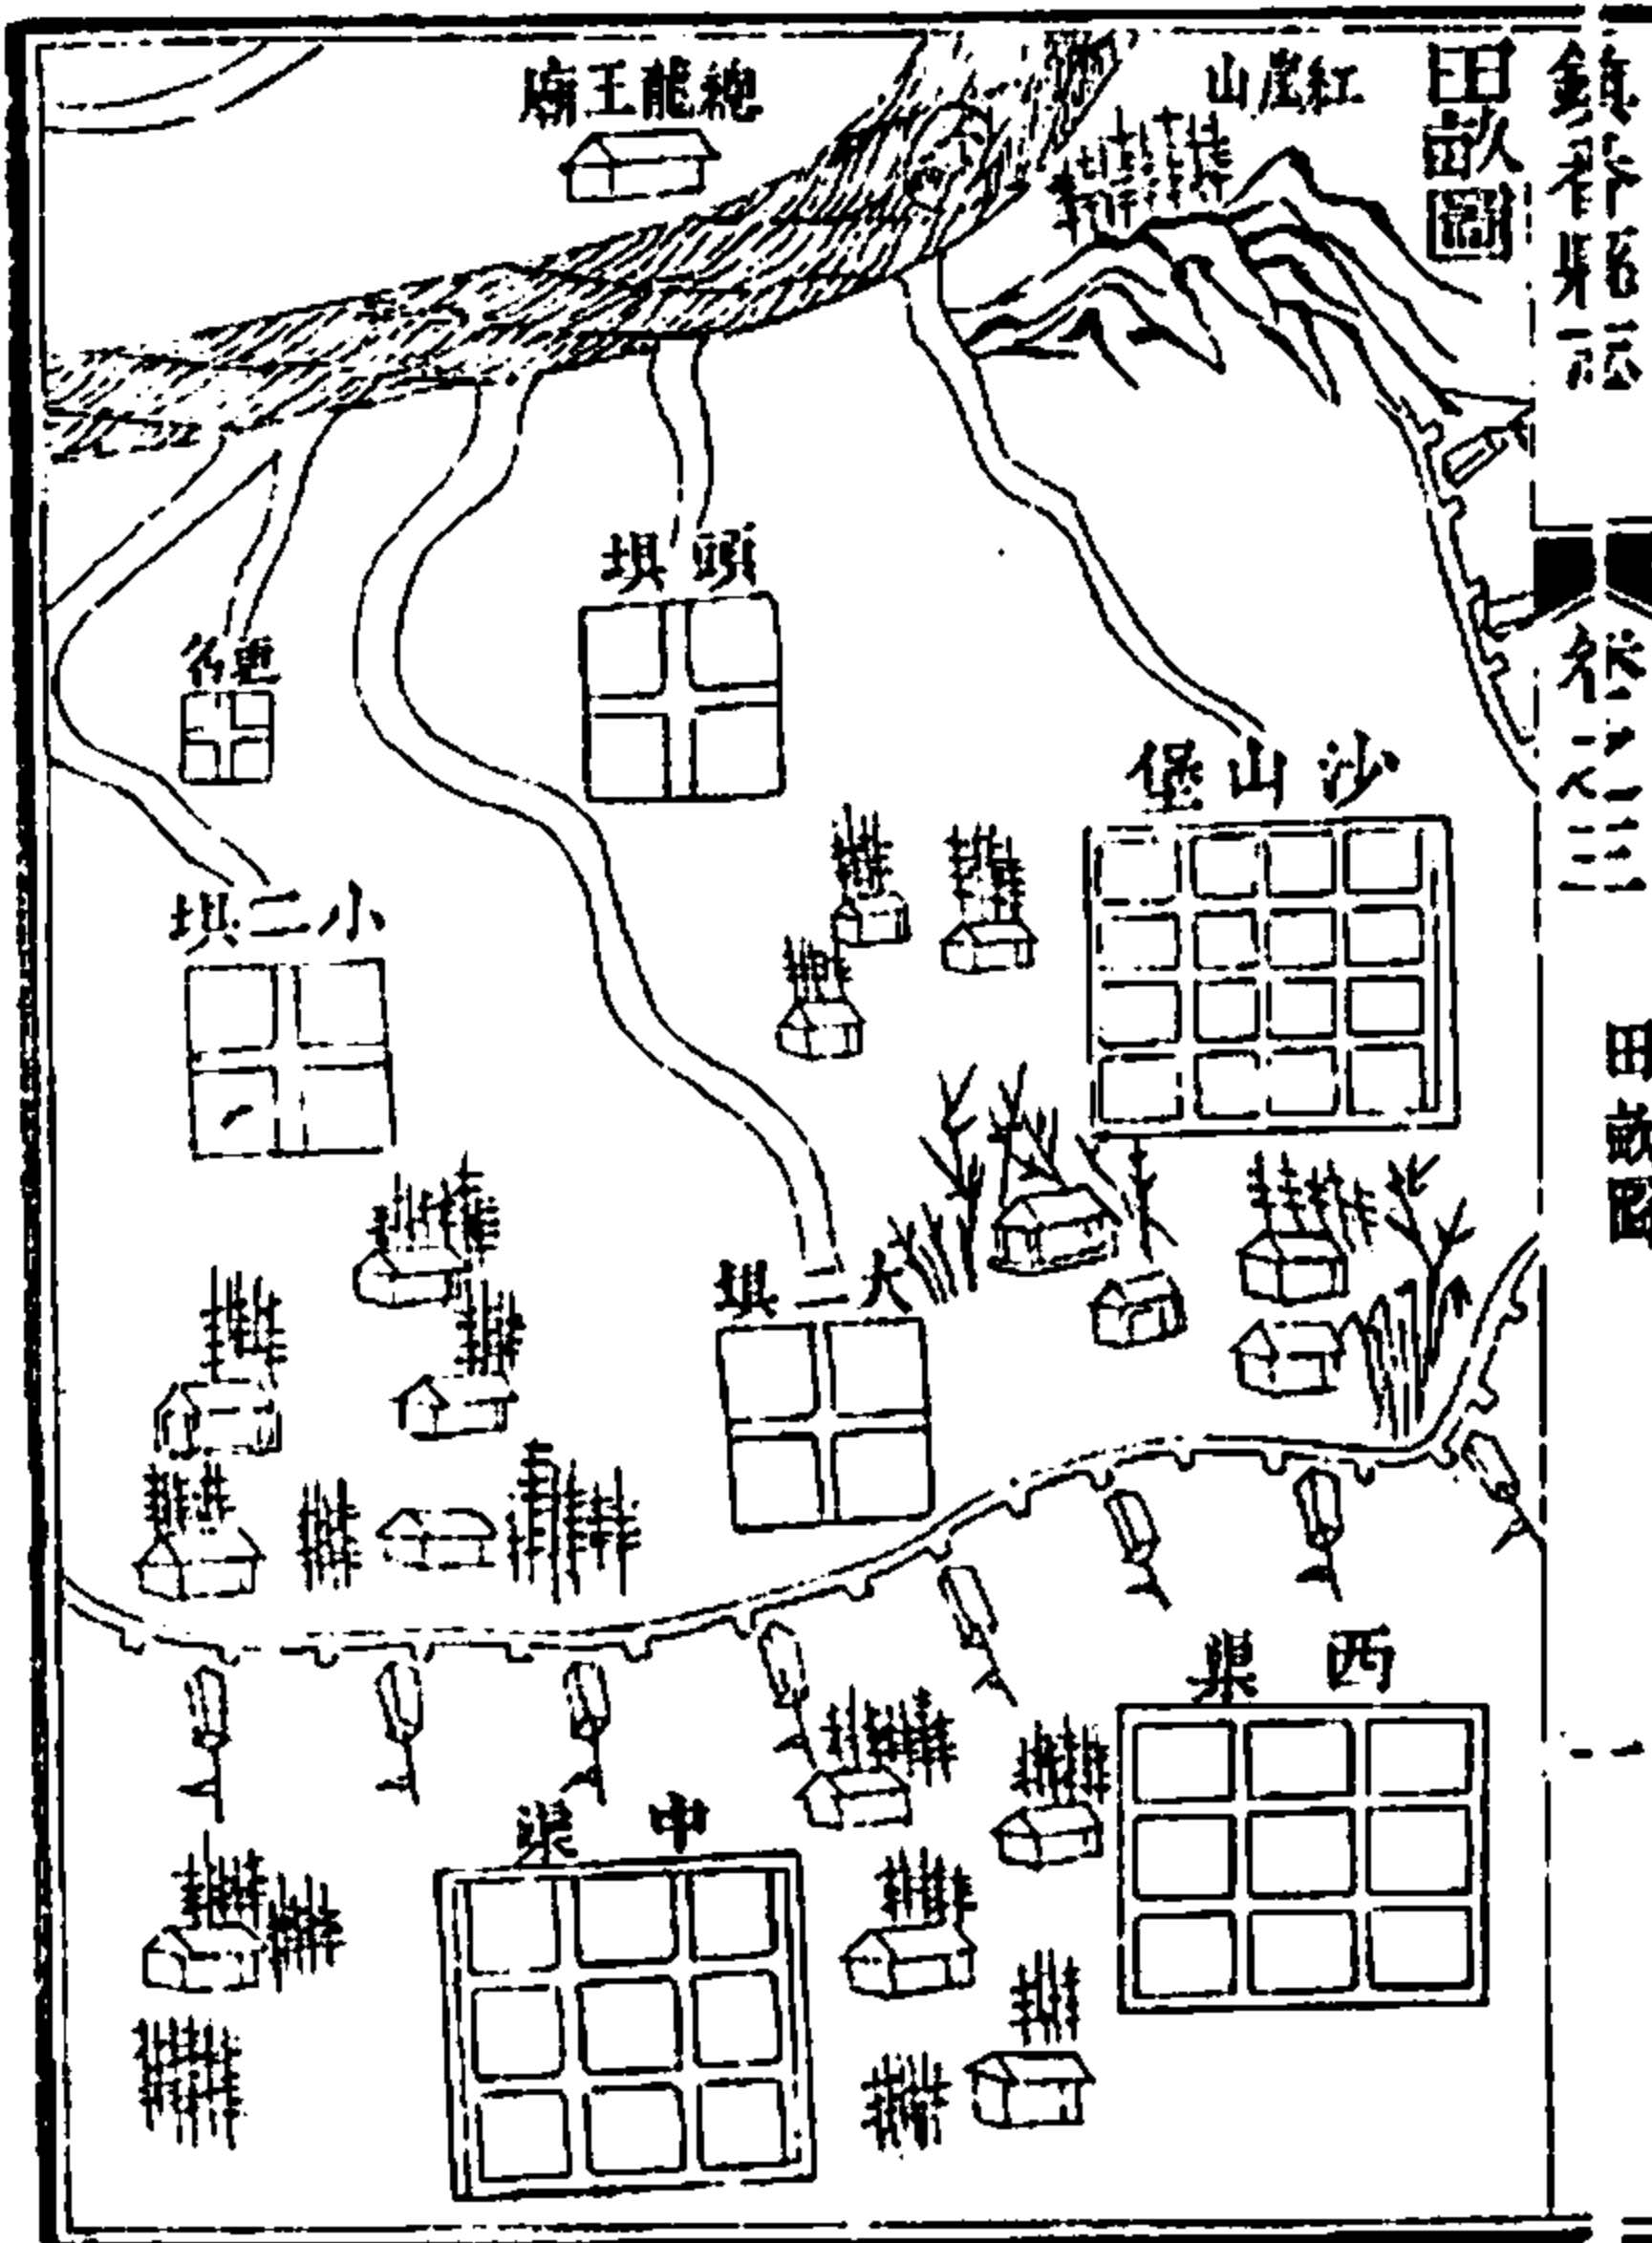 鎮番縣志
卷之三
田畝圖
一
田畝圖
紅崖山
總龍王廟
頭壩
更名
沙山堡
小二壩
大二壩
西渠
中渠